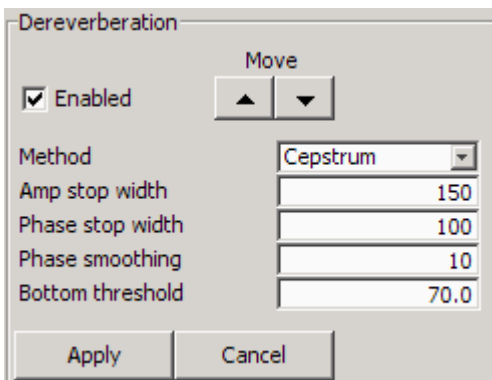 Dereverberation
Move
Enabled
Method Cepstrum
Amp stop width 150
Phase stop width 100
Phase smoothing 10
Bottom threshold 70.0
Apply Cancel